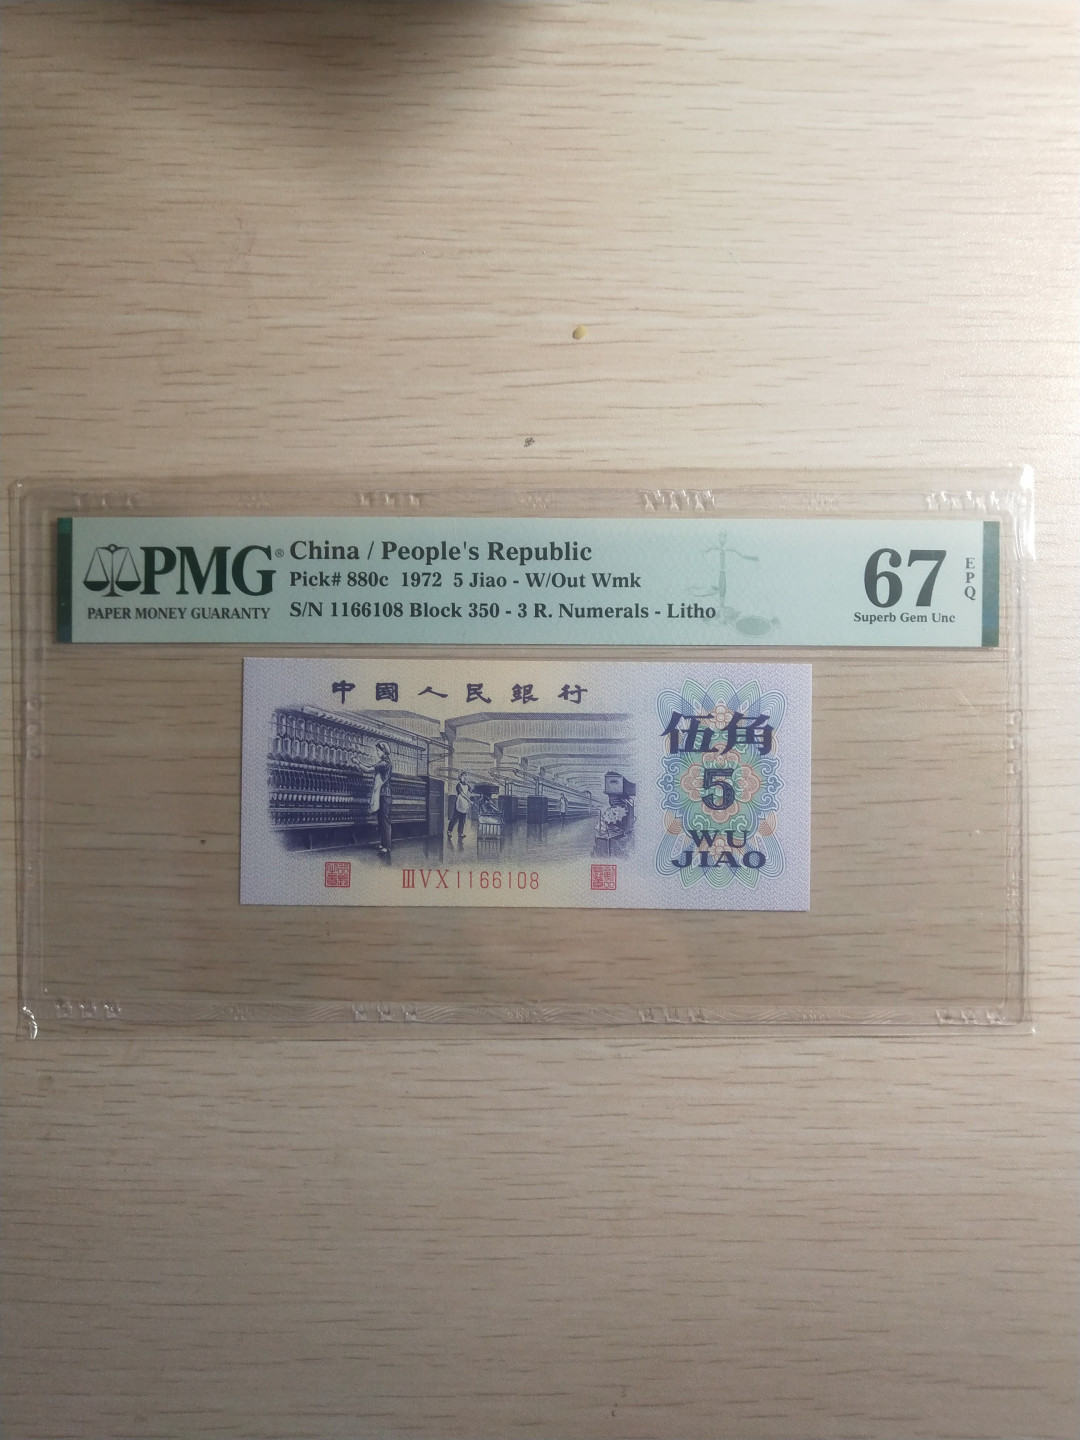 PMG®
PAPER MONEY GUARANTY
China / People's Republic
Pick# 880c 1972 5 Jiao - W/Out Wmk
S/N 1166108 Block 350 - 3 R. Numerals - Litho
67
EPQ
Superb Gem Unc
中國人民銀行
伍角
5
WU
JIAO
ⅢⅤⅩ1166108